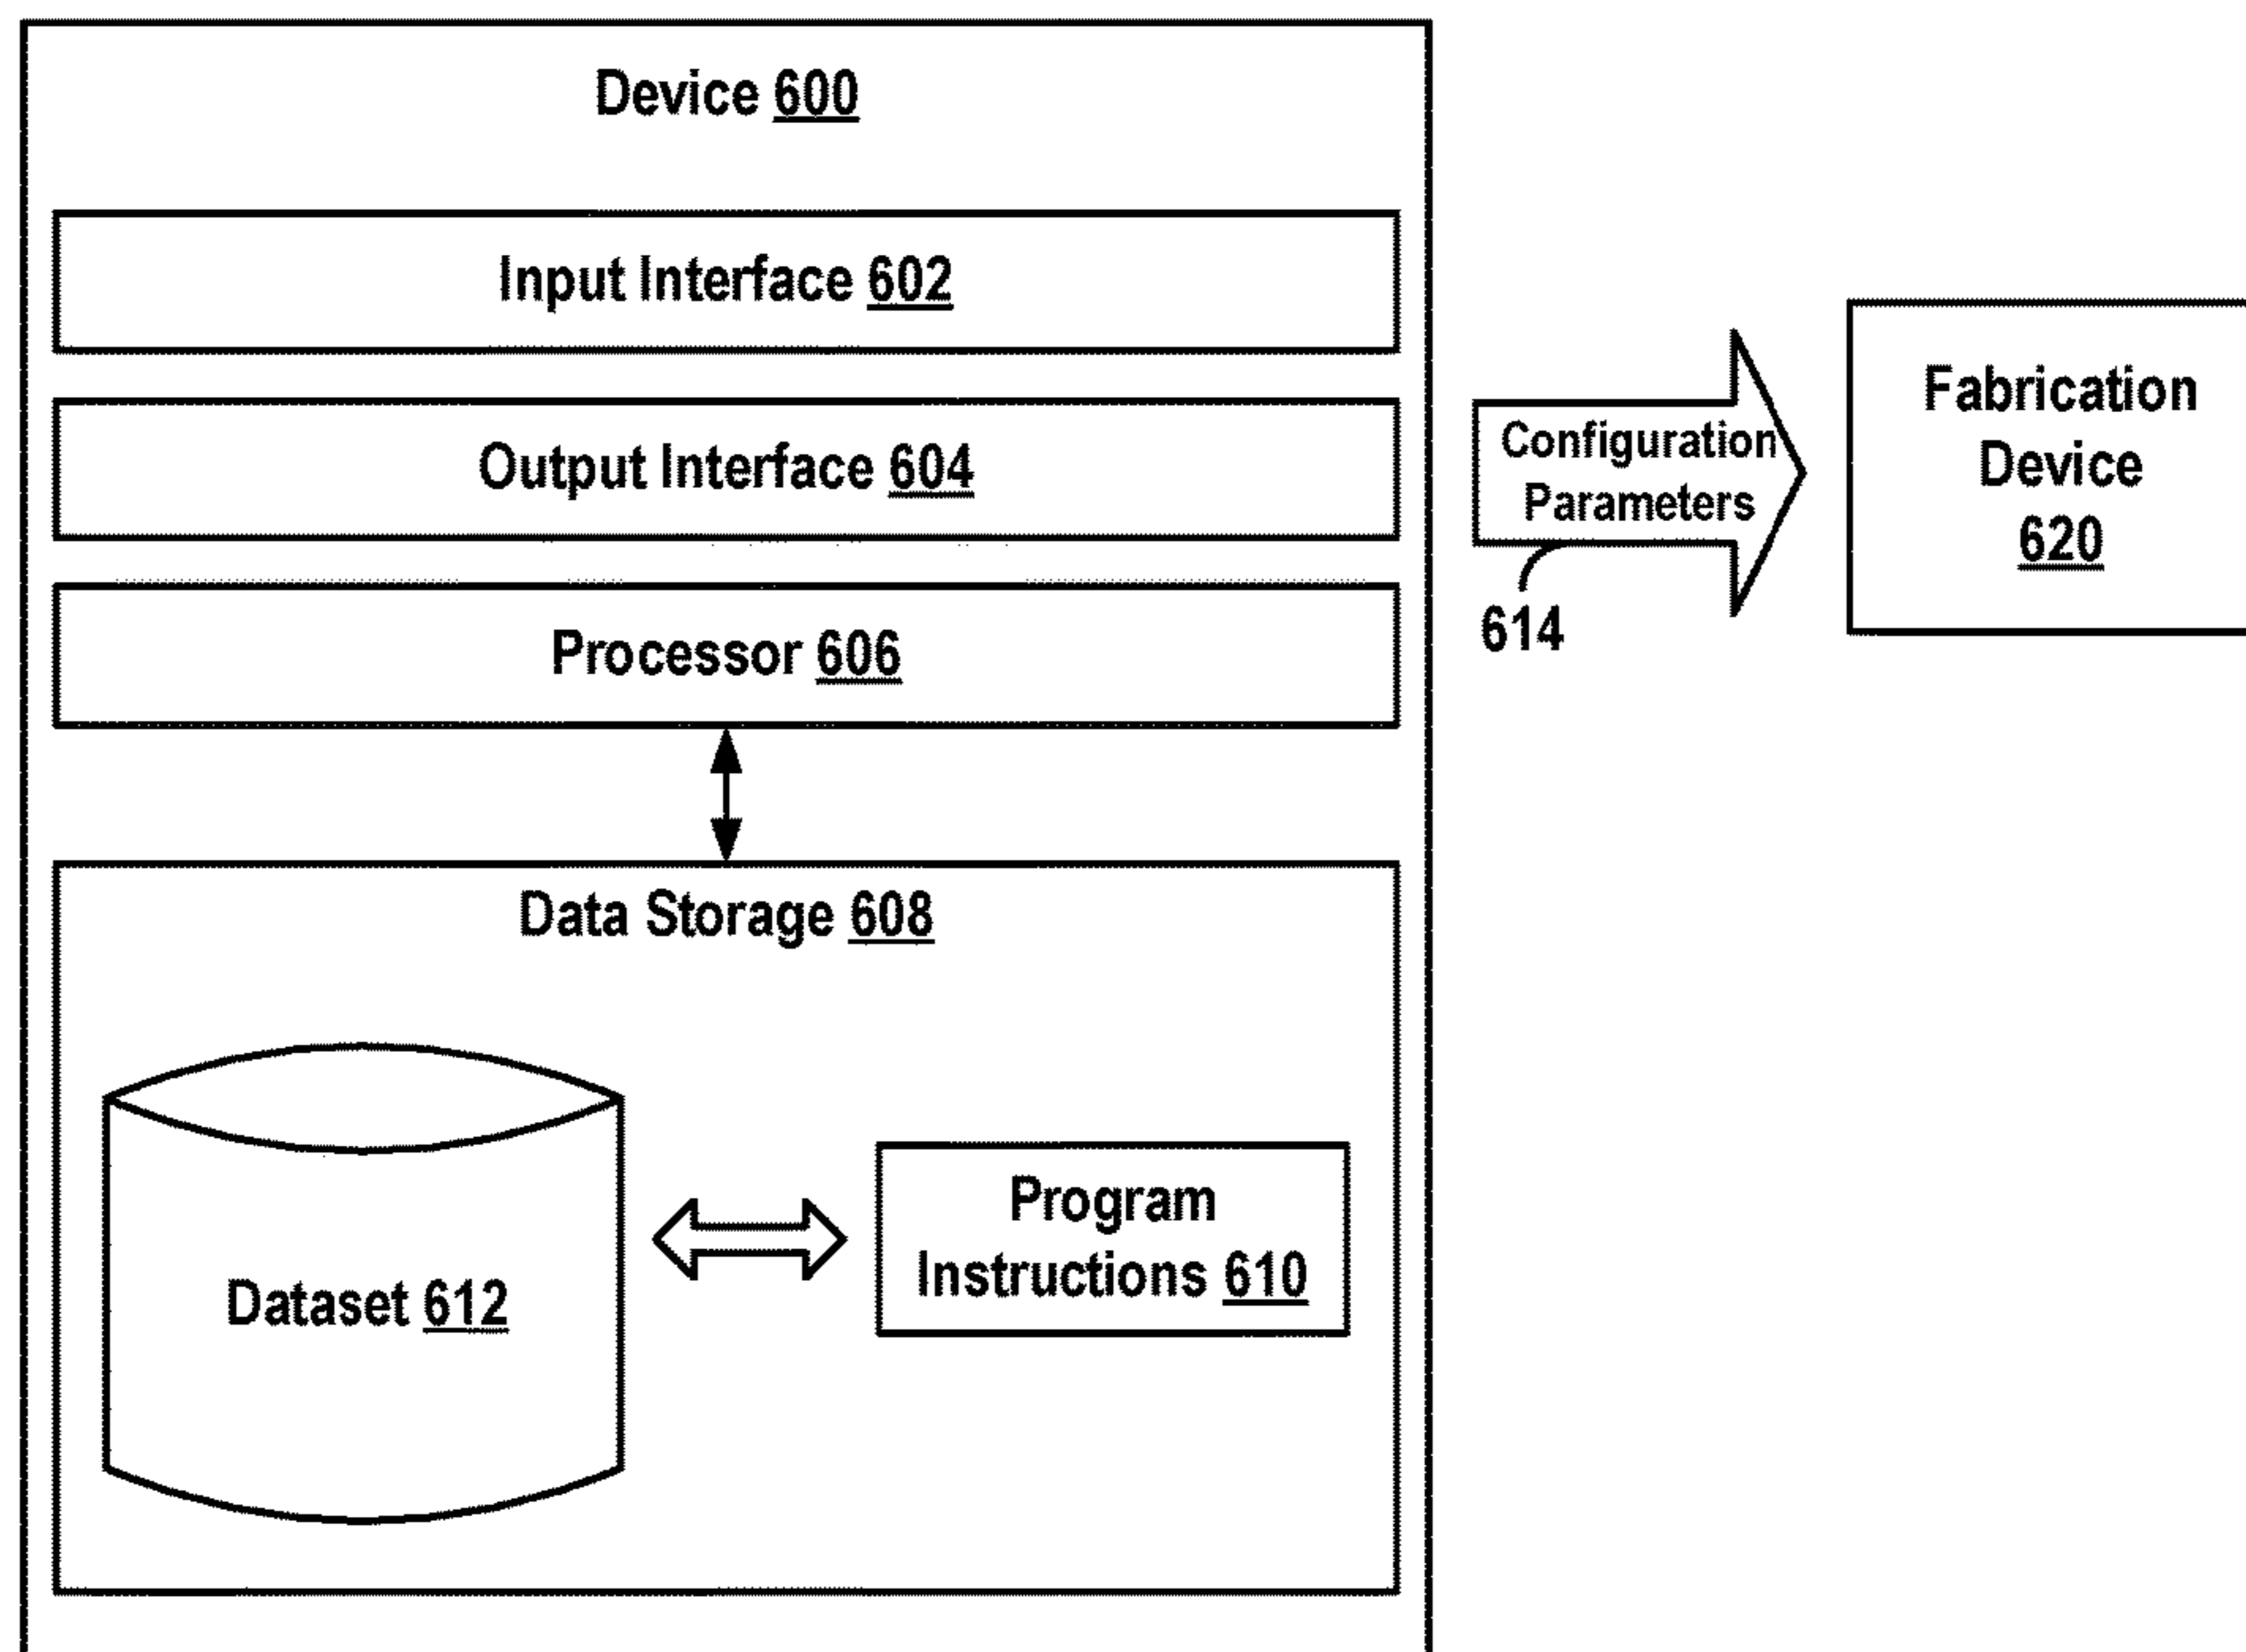 Device 600
Input Interface 602
Output Interface 604
Processor 606
Data Storage 608
Dataset 612
Program
Instructions 610
Configuration
Parameters
614
Fabrication
Device
620